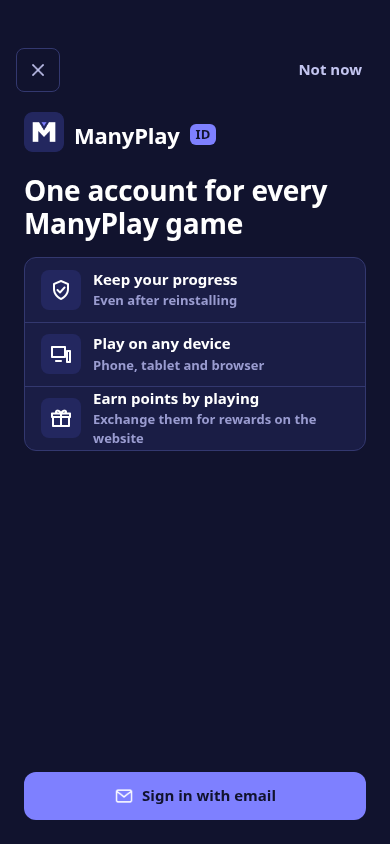 Not now
ManyPlay ID
One account for every
ManyPlay game
Keep your progress
Even after reinstalling
Play on any device
Phone, tablet and browser
Earn points by playing
Exchange them for rewards on the
website
Sign in with email